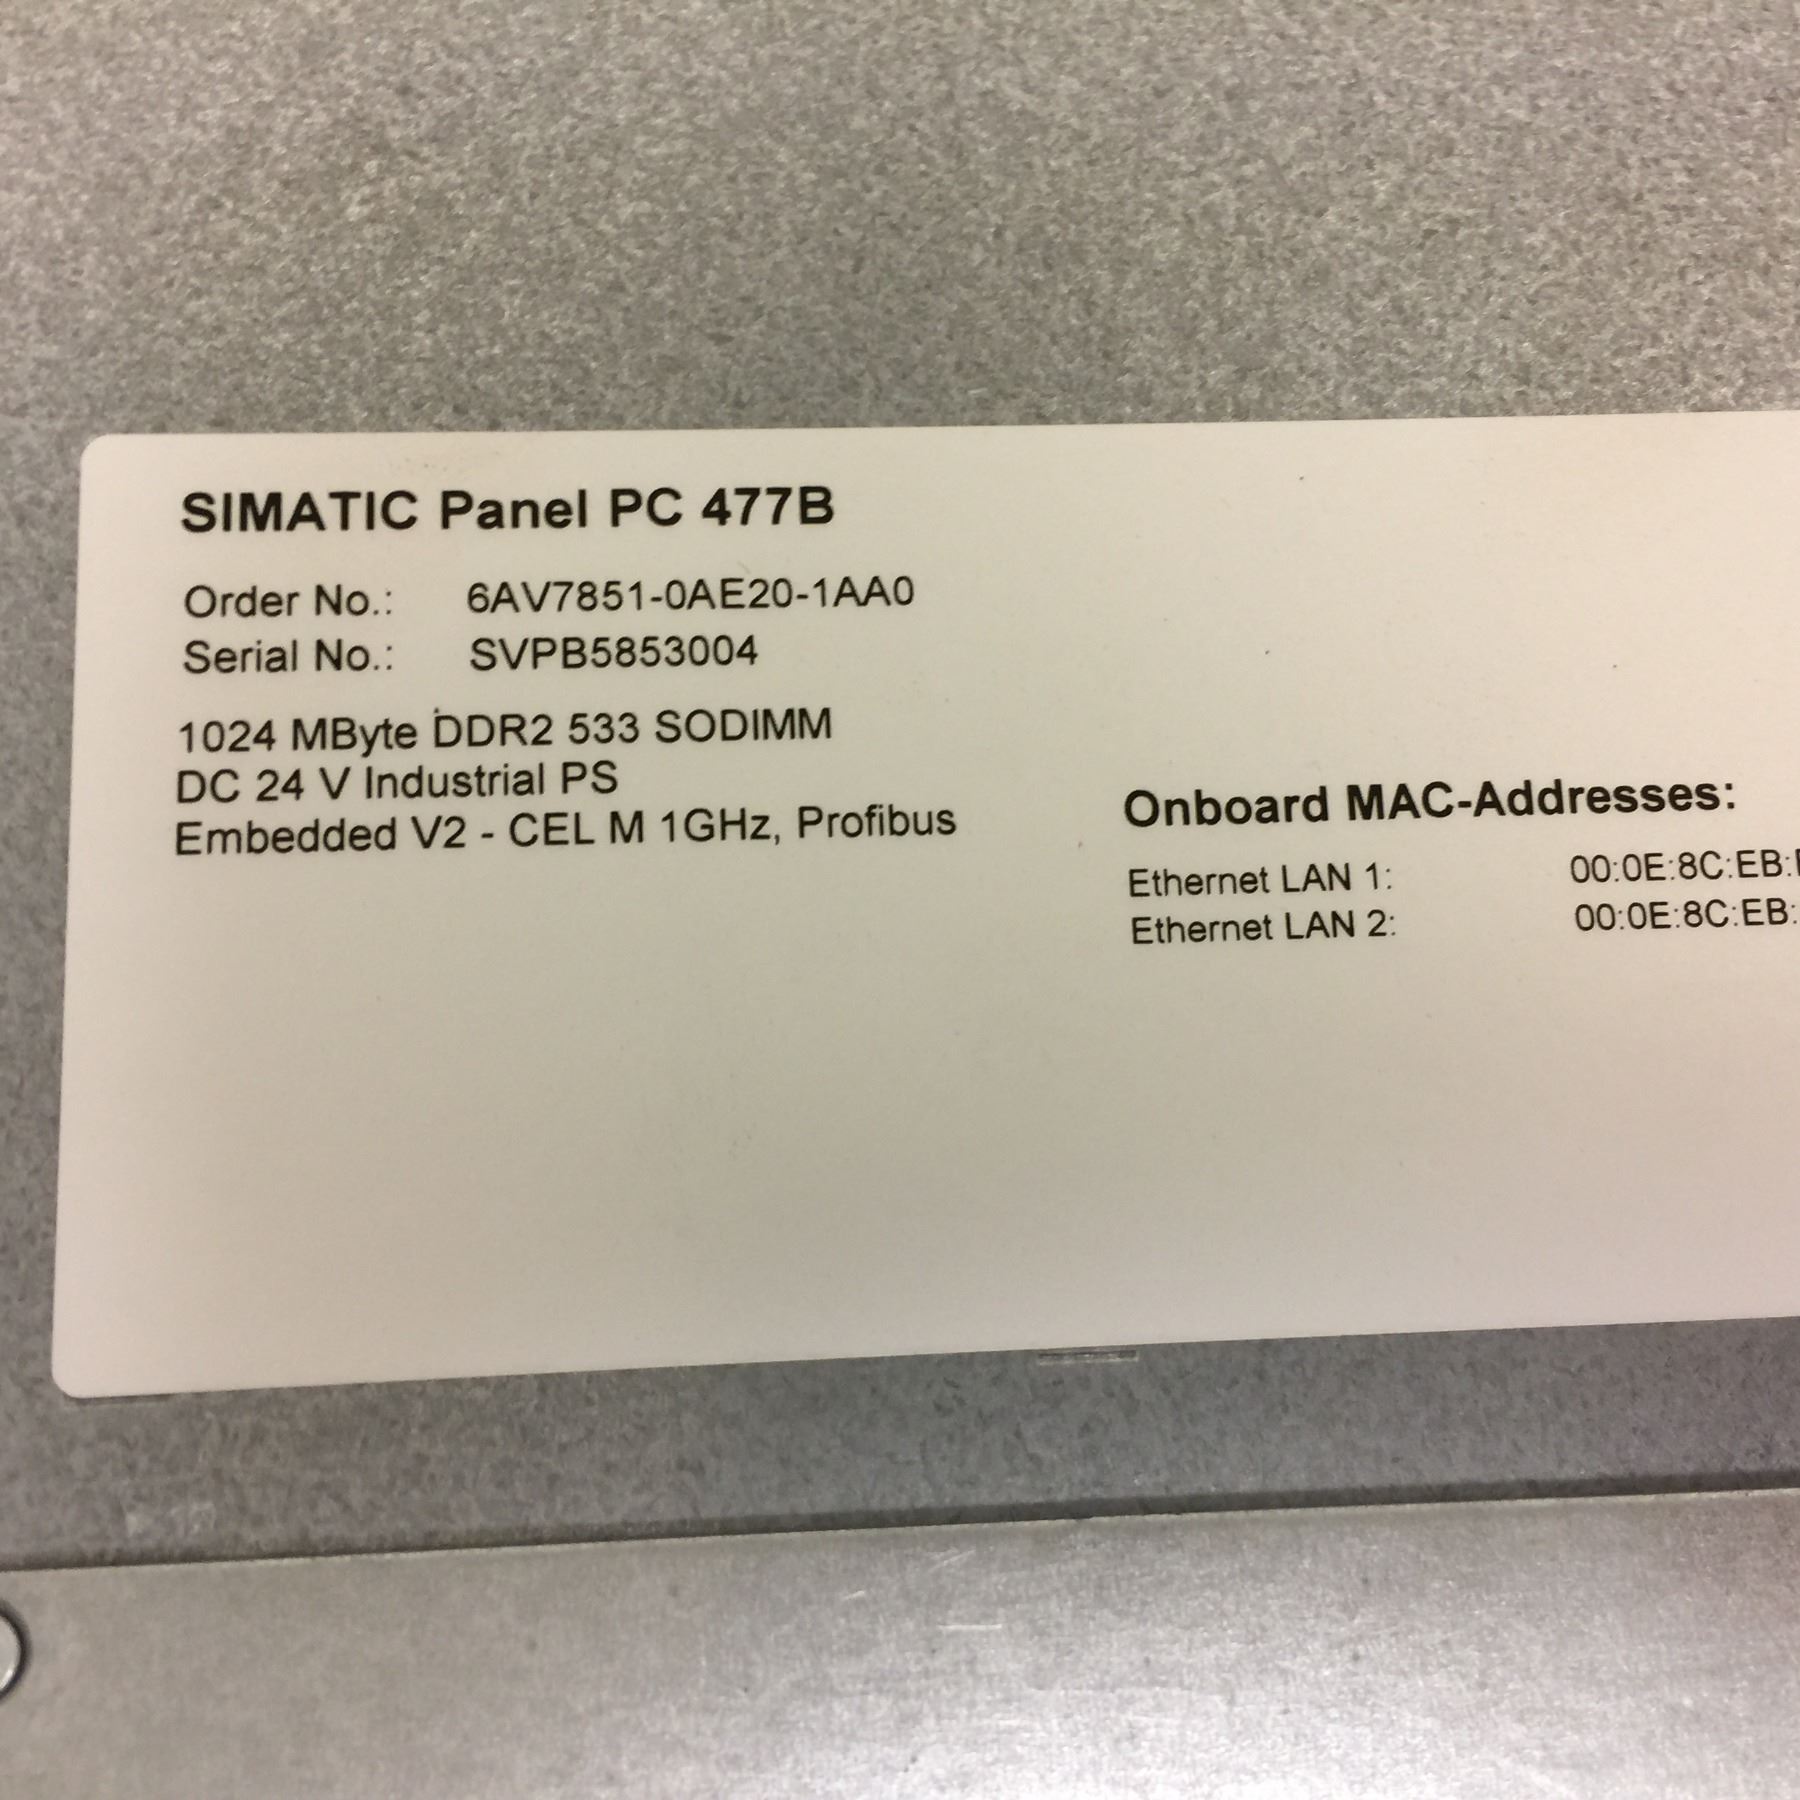 SIMATIC Panel PC 477B
Order No.: 6AV7851-0AE20-1AA0
Serial No.: SVPB5853004
1024 MByte DDR2 533 SODIMM
DC 24 V Industrial PS
Embedded V2 - CEL M 1GHz, Profibus
Onboard MAC-Addresses:
Ethernet LAN 1: 00:0E:8C:EB:
Ethernet LAN 2: 00:0E:8C:EB: